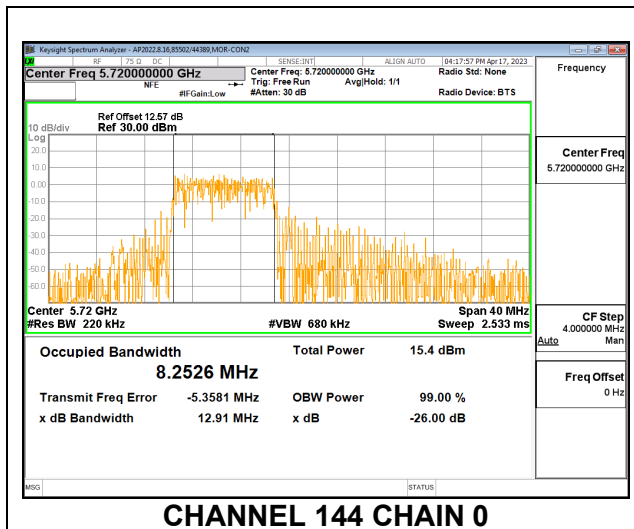 Keysight Spectrum Analyzer - AP2022.8.16,85502/44389,MOR-CON2
RF 75 Ω DC SENSE:INT ALIGN AUTO 04:17:57 PM Apr 17, 2023
Center Freq 5.720000000 GHz Center Freq: 5.720000000 GHz Radio Std: None Frequency
NFE Trig: Free Run Avg|Hold: 1/1
#IFGain:Low #Atten: 30 dB Radio Device: BTS
Ref Offset 12.57 dB
10 dB/div Ref 30.00 dBm
Log
20.0
10.0
0.00
-10.0
-20.0
-30.0
-40.0
-50.0
-60.0
Center Freq
5.720000000 GHz
Center 5.72 GHz Span 40 MHz
#Res BW 220 kHz #VBW 680 kHz Sweep 2.533 ms
CF Step
4.000000 MHz
Auto Man
Occupied Bandwidth Total Power 15.4 dBm
8.2526 MHz
Freq Offset
0 Hz
Transmit Freq Error -5.3581 MHz OBW Power 99.00 %
x dB Bandwidth 12.91 MHz x dB -26.00 dB
MSG STATUS
CHANNEL 144 CHAIN 0